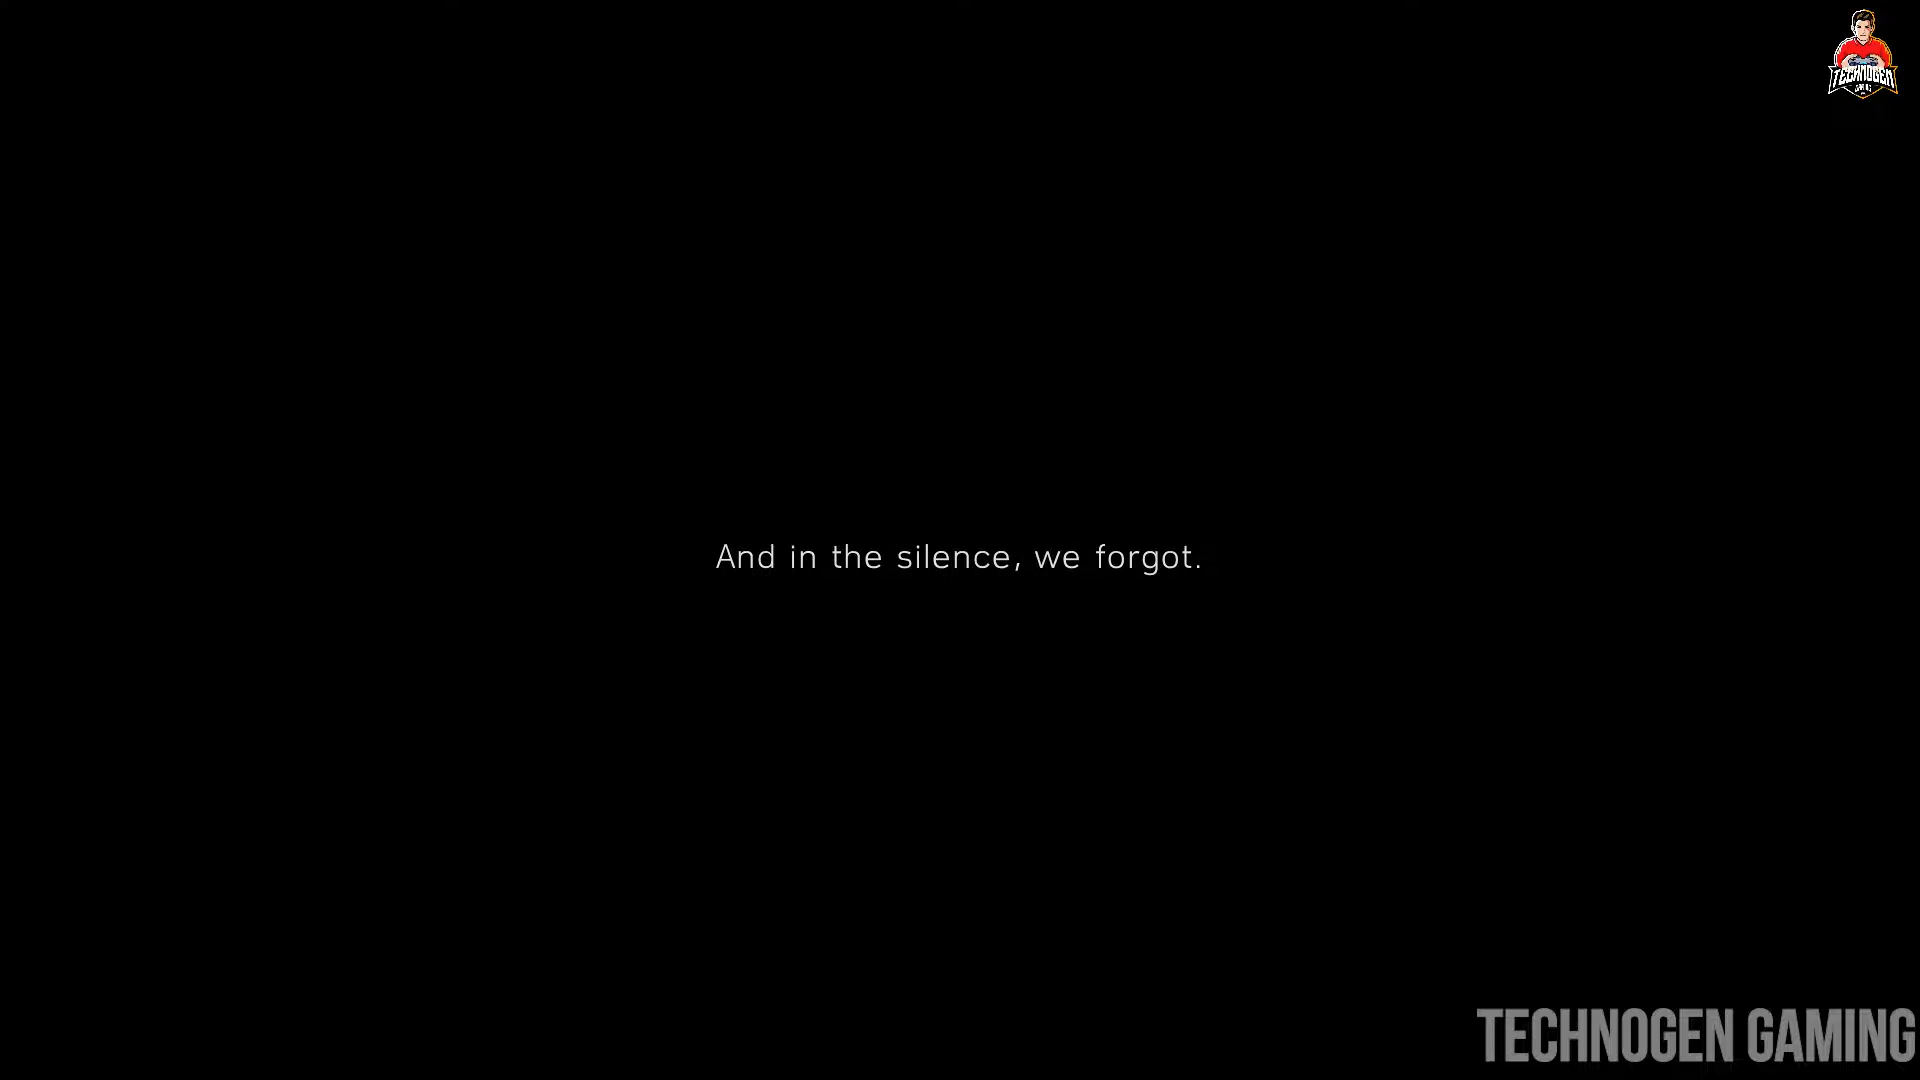 TECHNOGEN
And in the silence, we forgot.
TECHNOGEN GAMING